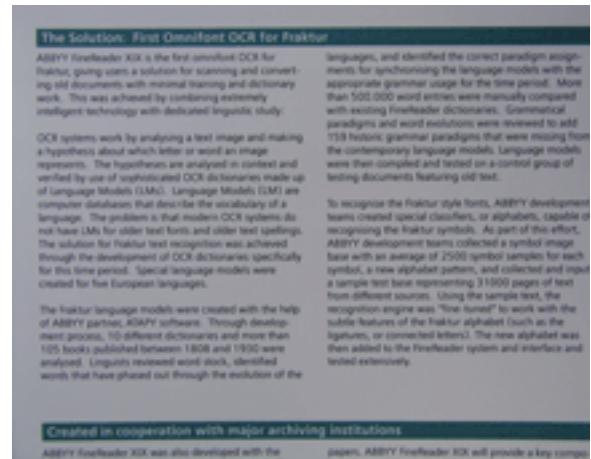 The Solution: First Omnifont OCR for Fraktur
ABBYY FineReader XIX is the first omnifont OCR for
Fraktur, giving users a solution for scanning and convert-
ing old documents with minimal training and dictionary
work. This was achieved by combining extremely
intelligent technology with dedicated linguistic study:
OCR systems work by analysing a text image and making
a hypothesis about which letter or word an image
represents. The hypotheses are analysed in context and
verified by use of sophisticated OCR dictionaries made up
of Language Models (LMs). Language Models (LM) are
computer databases that describe the vocabulary of a
language. The problem is that modern OCR systems do
not have LMs for older text fonts and older text spellings.
The solution for Fraktur text recognition was achieved
through the development of OCR dictionaries specifically
for this time period. Special language models were
created for five European languages.
The Fraktur language models were created with the help
of ABBYY partner, ATAPY software. Through develop-
ment process, 10 different dictionaries and more than
105 books published between 1808 and 1930 were
analysed. Linguists reviewed word stock, identified
words that have phased out through the evolution of the
languages, and identified the correct paradigm assign-
ments for synchronising the language models with the
appropriate grammar usage for the time period. More
than 500.000 word entries were manually compared
with existing FineReader dictionaries. Grammatical
paradigms and word evolutions were reviewed to add
159 historic grammar paradigms that were missing from
the contemporary language models. Language models
were then compiled and tested on a control group of
testing documents featuring old text.
To recognise the Fraktur style fonts, ABBYY development
teams created special classifiers, or alphabets, capable of
recognising the Fraktur symbols. As part of this effort,
ABBYY development teams collected a symbol image
base with an average of 2500 symbol samples for each
symbol, a new alphabet pattern, and collected and input
a sample test base representing 31000 pages of text
from different sources. Using the sample text, the
recognition engine was "fine-tuned" to work with the
subtle features of the Fraktur alphabet (such as the
ligatures, or connected letters). The new alphabet was
then added to the FineReader system and interface and
tested extensively.
Created in cooperation with major archiving institutions
ABBYY FineReader XIX was also developed with the
papers, ABBYY FineReader XIX will provide a key compo-